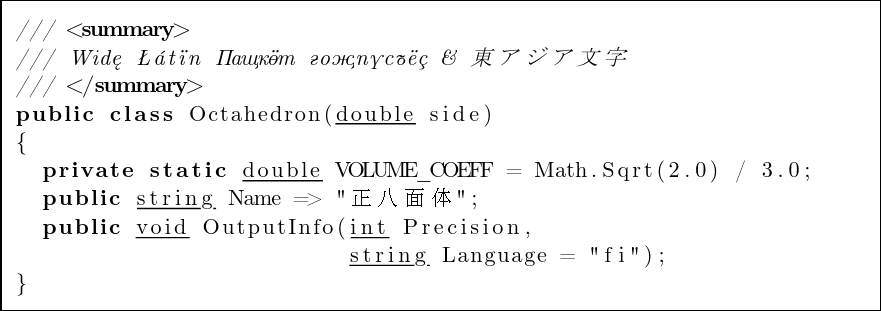 /// <summary>
/// Widę Łátïn Пащкӧт гожпүсҕёҫ & 東アジア文字
/// </summary>
public class Octahedron(double side)
{
private static double VOLUME_COEFF = Math.Sqrt(2.0) / 3.0;
public string Name => "正八面体";
public void OutputInfo(int Precision,
string Language = "fi");
}